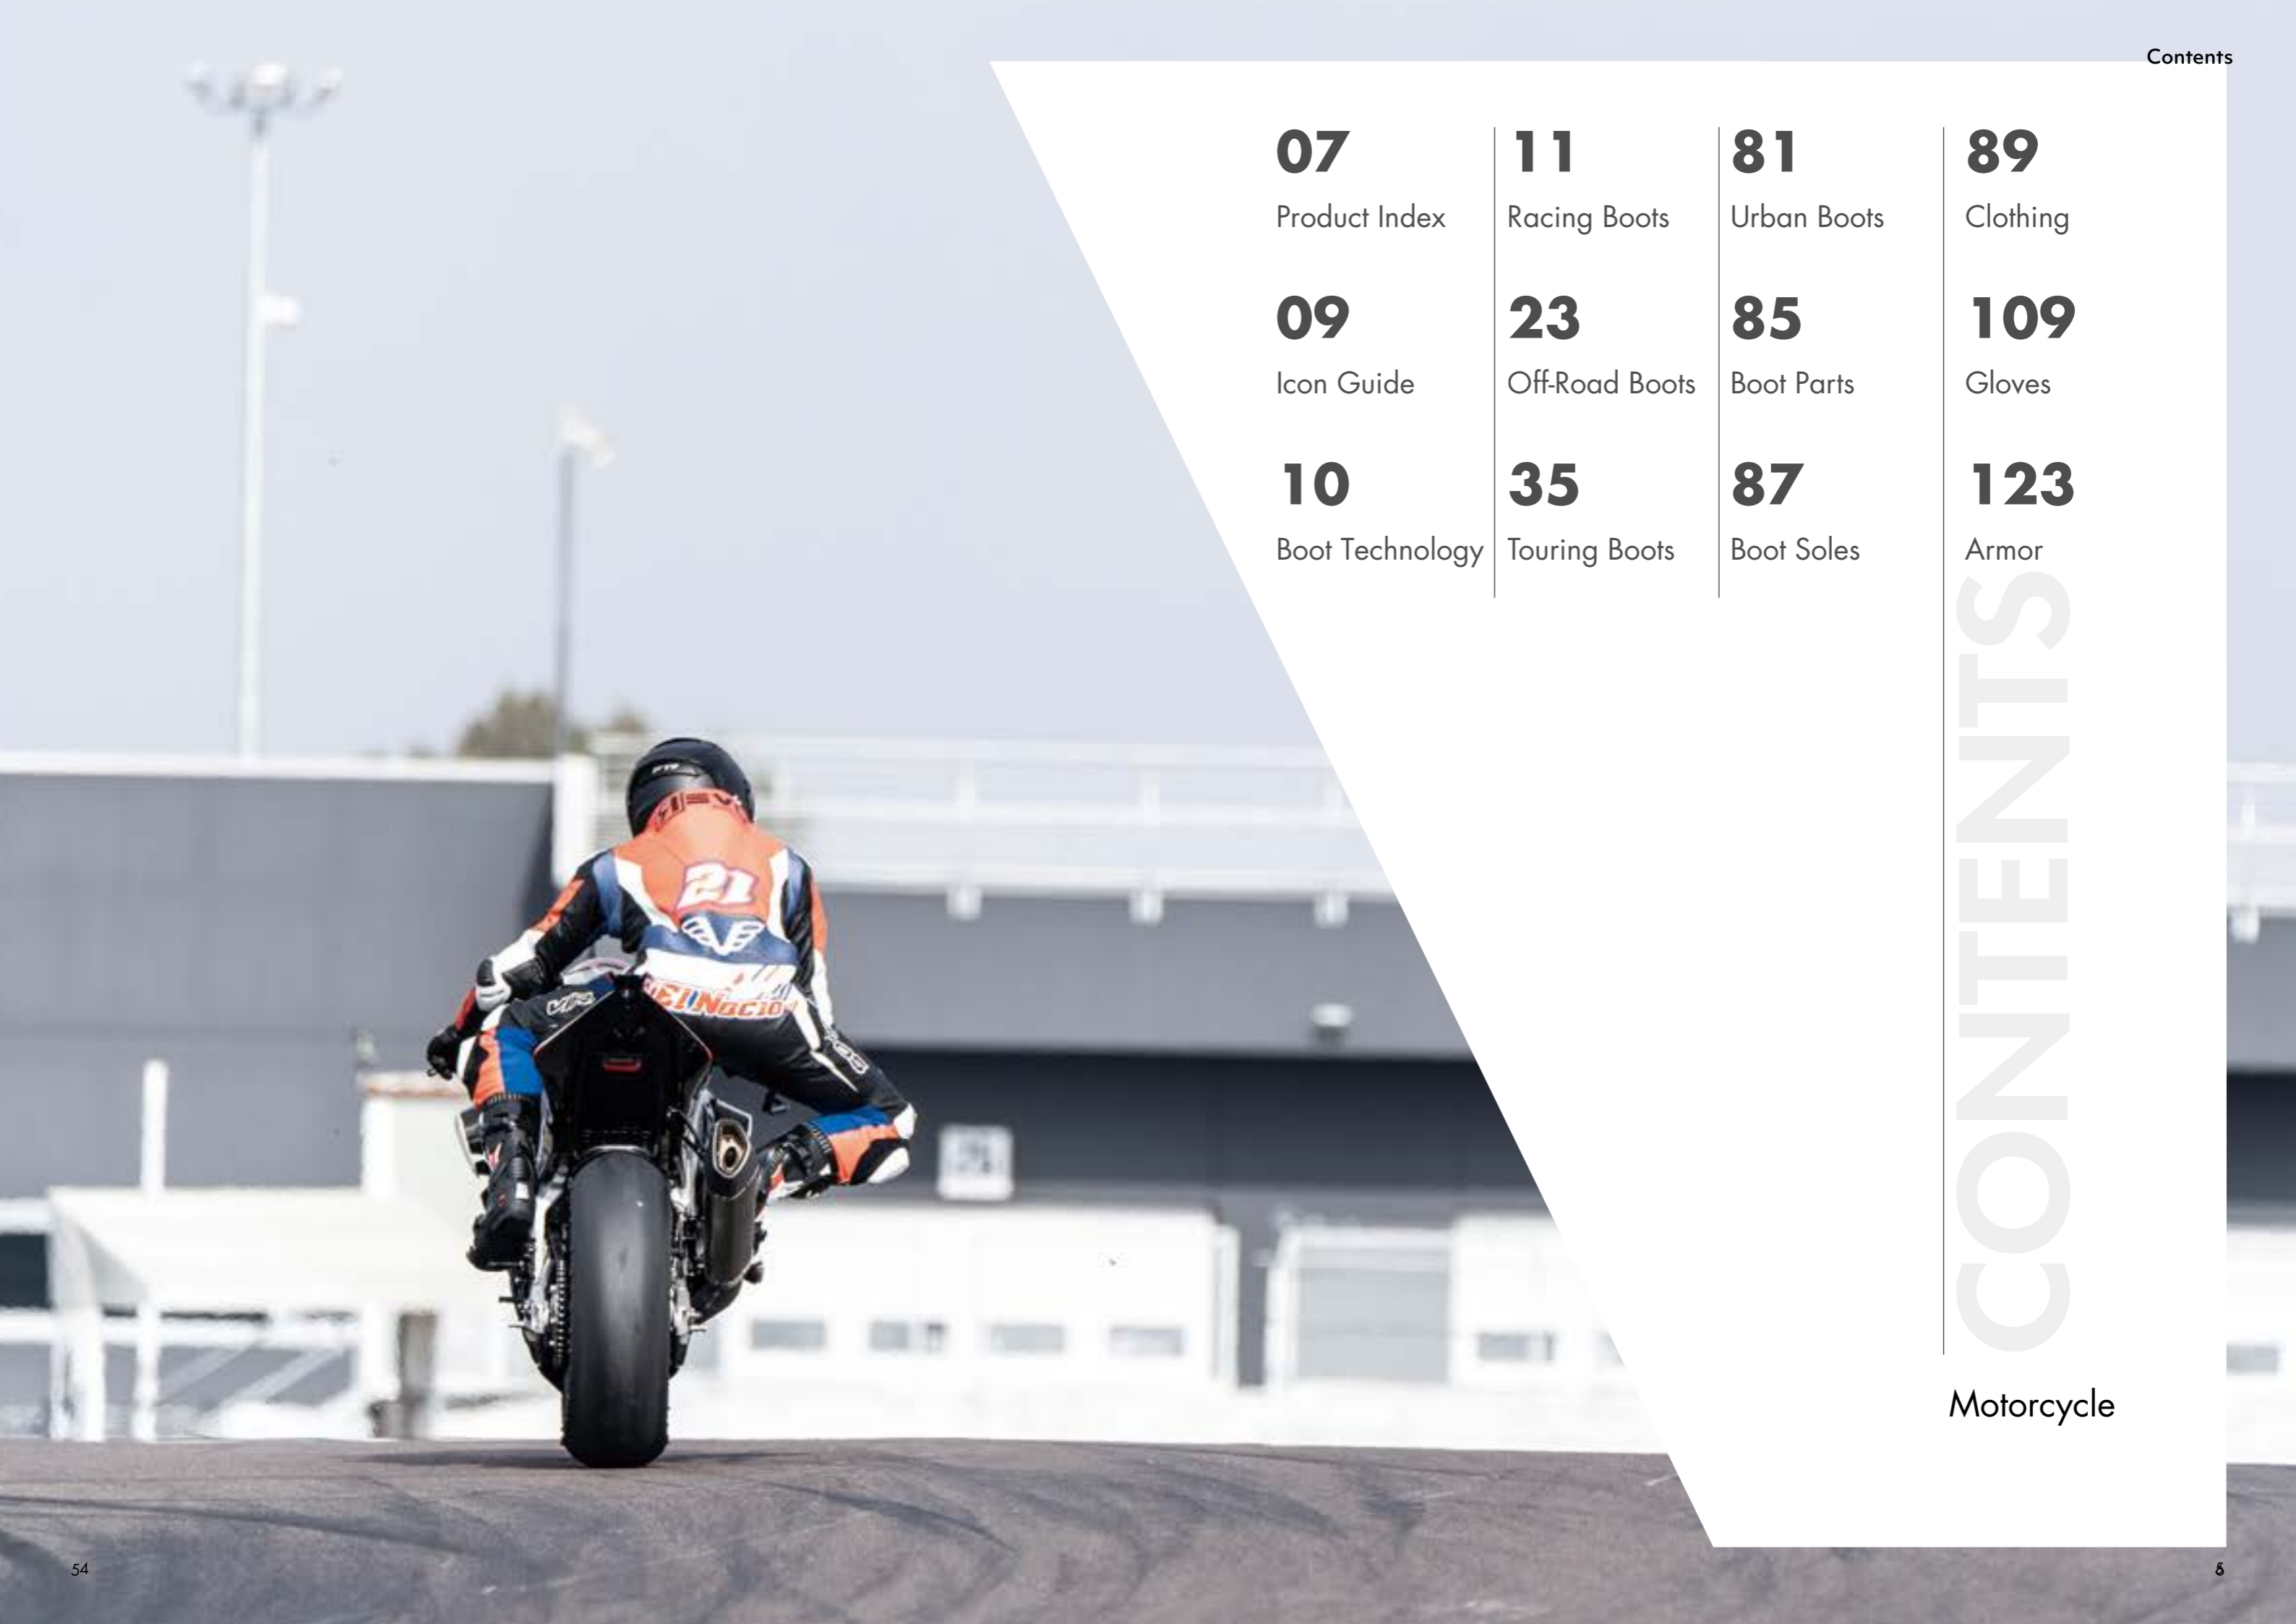 Contents
07
Product Index
09
Icon Guide
10
Boot Technology
11
Racing Boots
23
Off-Road Boots
35
Touring Boots
81
Urban Boots
85
Boot Parts
87
Boot Soles
89
Clothing
109
Gloves
123
Armor
CONTENTS
Motorcycle
21
54